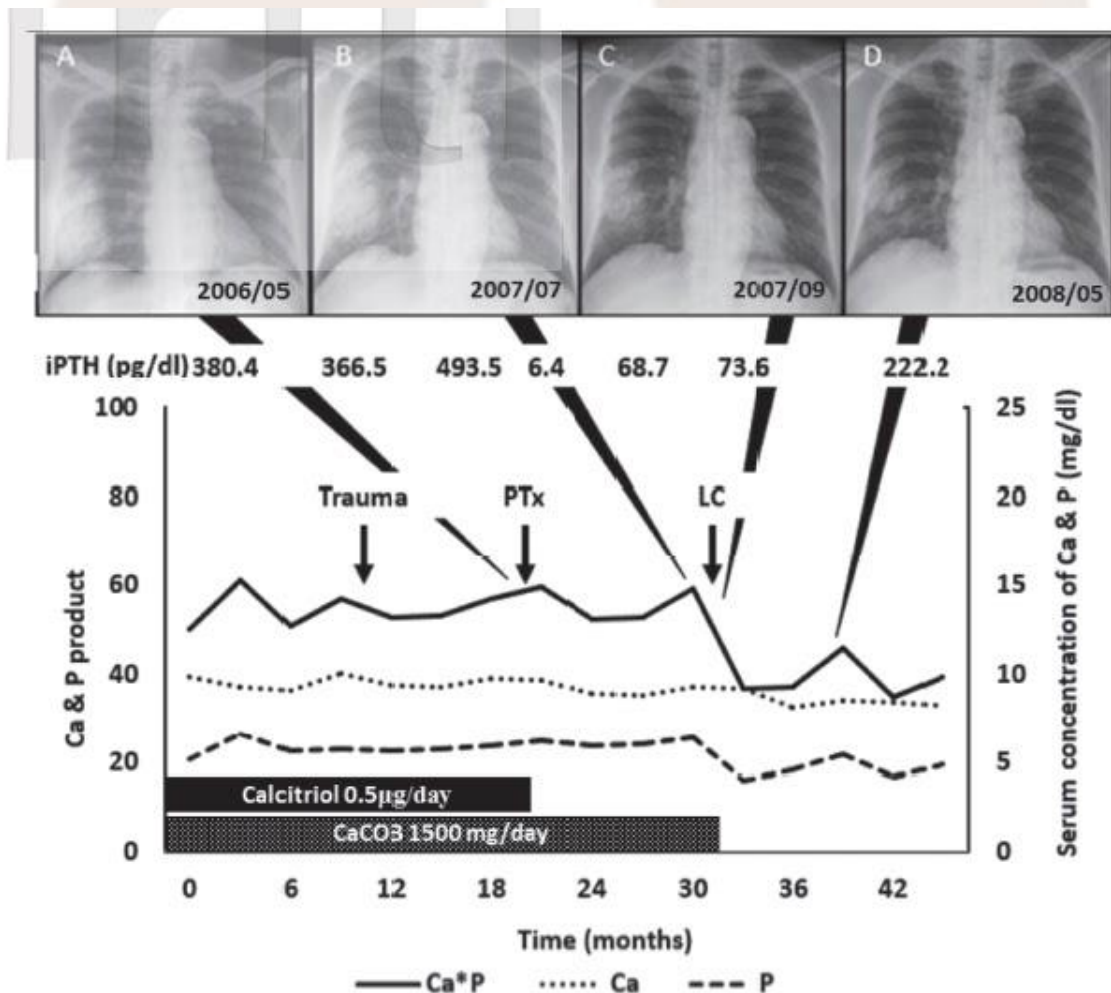 A B C D
2006/05 2007/07 2007/09 2008/05
iPTH (pg/dl) 380.4 366.5 493.5 6.4 68.7 73.6 222.2
100 25
Trauma PTx LC
80 20
60 15
40 10
20 5
0 0
Ca & P product
Serum concentration of Ca & P (mg/dl)
Calcitriol 0.5µg/day
CaCO3 1500 mg/day
0 6 12 18 24 30 36 42
Time (months)
Ca*P Ca P